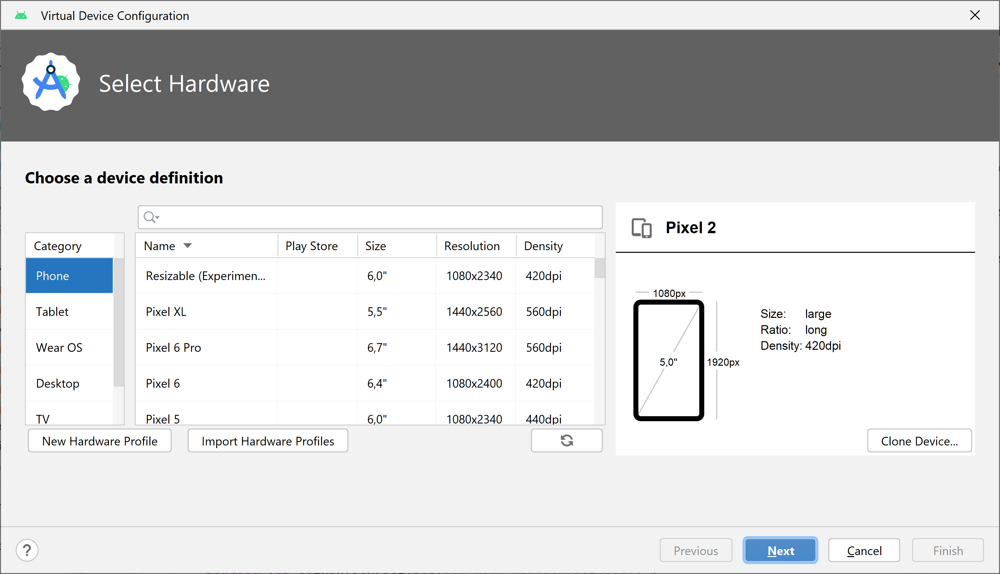 Virtual Device Configuration
Select Hardware
Choose a device definition
Category
Phone
Tablet
Wear OS
Desktop
TV
Name Play Store Size Resolution Density
Resizable (Experimen... 6,0" 1080x2340 420dpi
Pixel XL 5,5" 1440x2560 560dpi
Pixel 6 Pro 6,7" 1440x3120 560dpi
Pixel 6 6,4" 1080x2400 420dpi
Pixel 5 6,0" 1080x2340 440dpi
New Hardware Profile Import Hardware Profiles
Pixel 2
1080px
5,0"
1920px
Size: large
Ratio: long
Density: 420dpi
Clone Device...
? Previous Next Cancel Finish